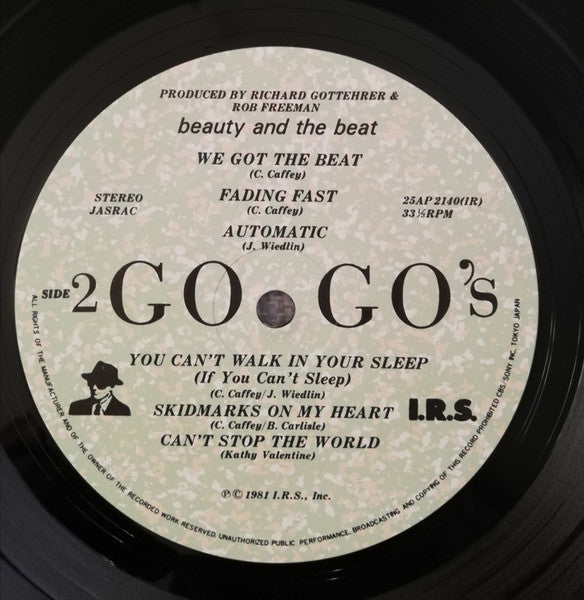 PRODUCED BY RICHARD GOTTEHRER &
ROB FREEMAN
beauty and the beat
WE GOT THE BEAT
(C. Caffey)
STEREO
JASRAC
FADING FAST
(C. Caffey)
25AP 2140(IR)
33⅓RPM
AUTOMATIC
(J. Wiedlin)
SIDE 2 GO GO's
YOU CAN'T WALK IN YOUR SLEEP
(If You Can't Sleep)
(C. Caffey/J. Wiedlin)
SKIDMARKS ON MY HEART
(C. Caffey/B. Carlisle)
I.R.S.
CAN'T STOP THE WORLD
(Kathy Valentine)
℗ © 1981 I.R.S., Inc.
ALL RIGHTS OF THE MANUFACTURER AND OF THE OWNER OF THE RECORDED WORK RESERVED. UNAUTHORIZED PUBLIC PERFORMANCE, BROADCASTING AND COPYING OF THIS RECORD PROHIBITED CBS SONY INC. TOKYO JAPAN